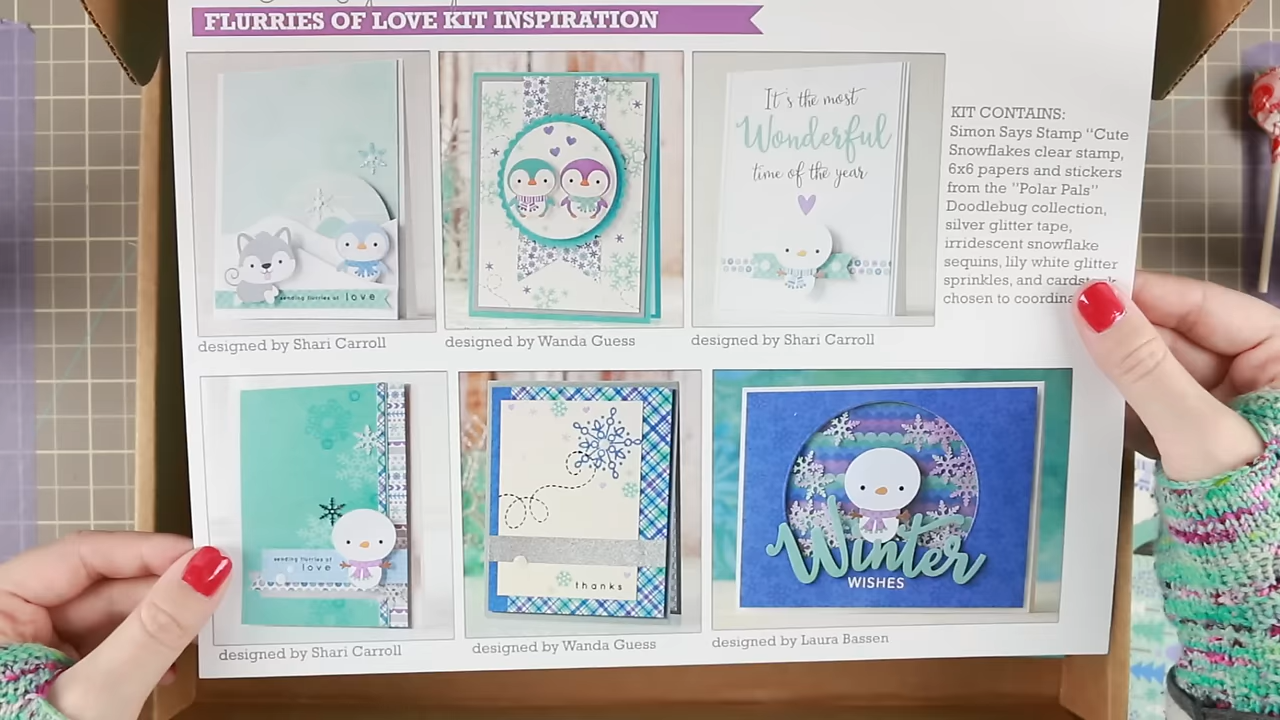 FLURRIES OF LOVE KIT INSPIRATION
It's the most
Wonderful
time of the year
KIT CONTAINS:
Simon Says Stamp "Cute
Snowflakes clear stamp,
6x6 papers and stickers
from the "Polar Pals"
Doodlebug collection,
silver glitter tape,
irridescent snowflake
sequins, lily white glitter
sprinkles, and cardstock
chosen to
sending flurries of love
designed by Shari Carroll
designed by Wanda Guess
designed by Shari Carroll
sending flurries of
love
thanks
Winter
WISHES
designed by Shari Carroll
designed by Wanda Guess
designed by Laura Bassen